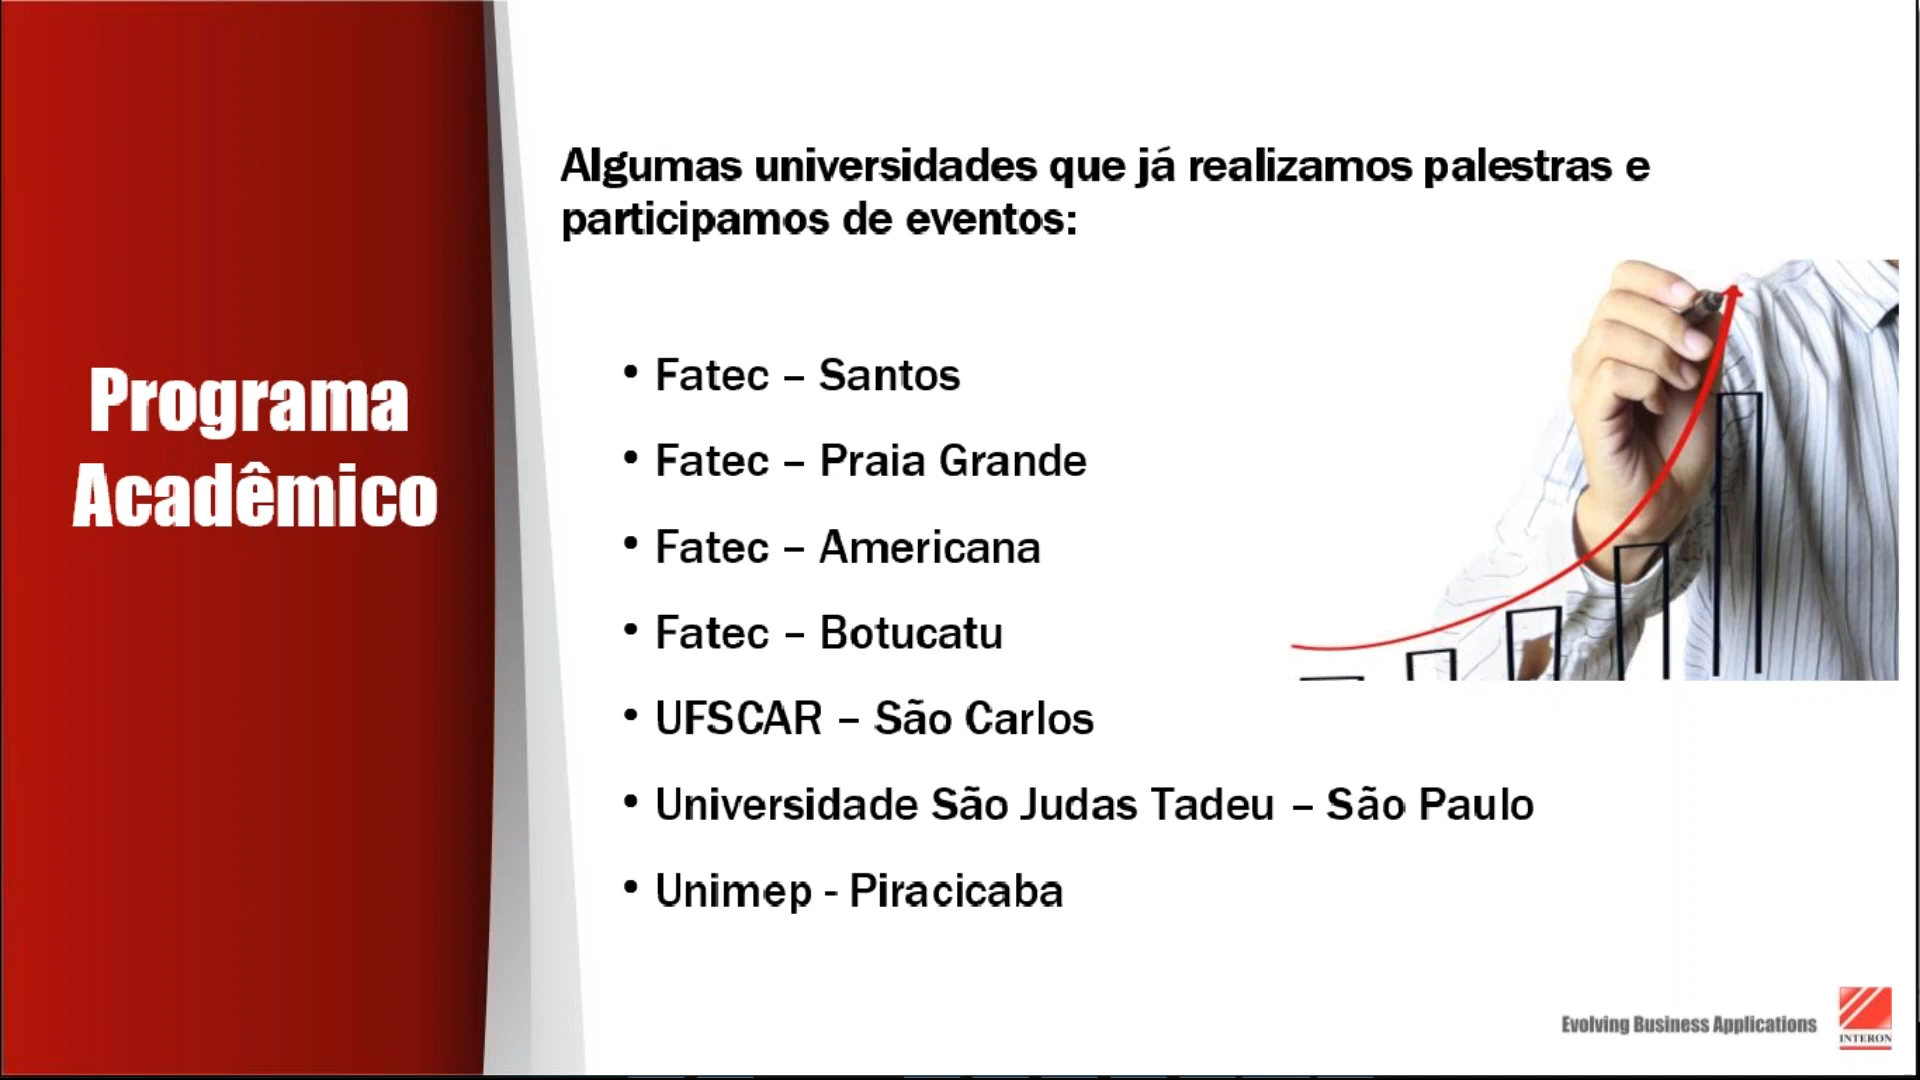 Programa
Acadêmico
Algumas universidades que já realizamos palestras e
participamos de eventos:
• Fatec – Santos
• Fatec – Praia Grande
• Fatec – Americana
• Fatec – Botucatu
• UFSCAR – São Carlos
• Universidade São Judas Tadeu – São Paulo
• Unimep - Piracicaba
Evolving Business Applications
INTERON